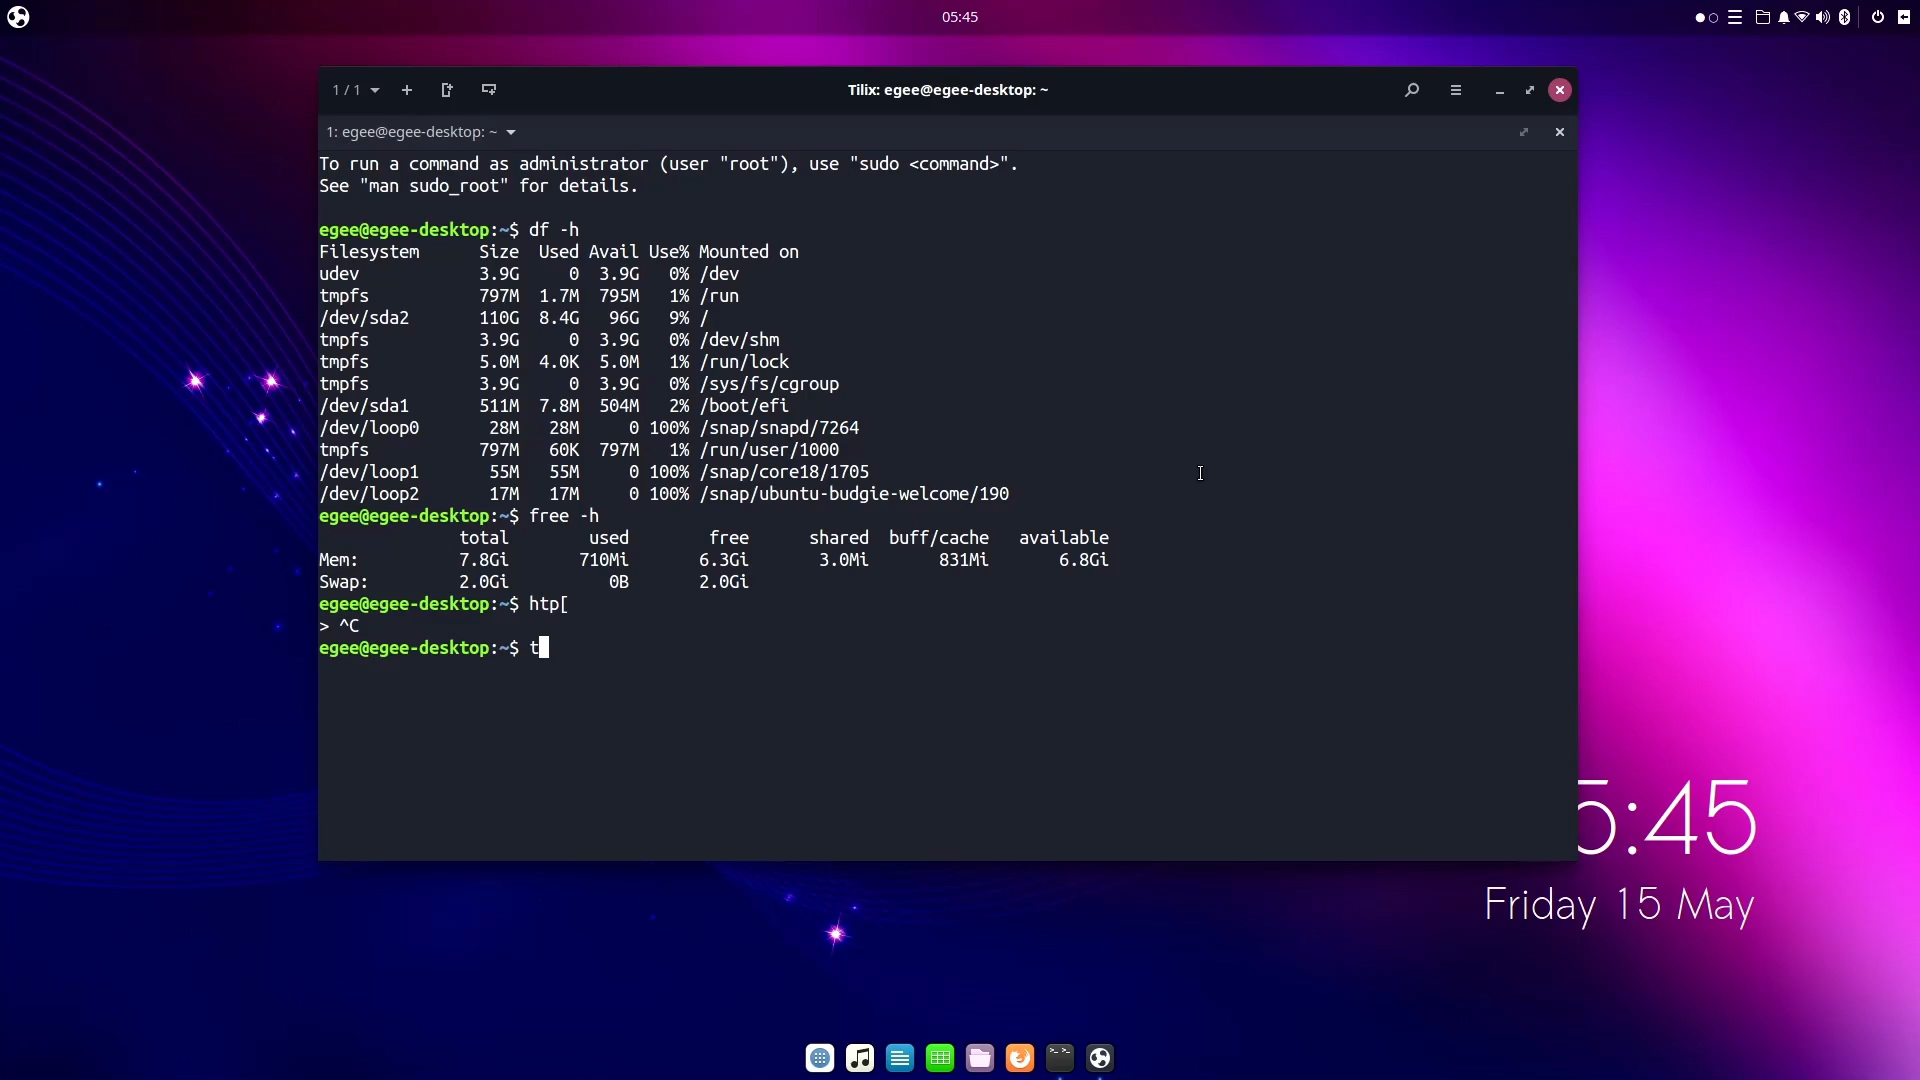 05:45
1 / 1
Tilix: egee@egee-desktop: ~
1: egee@egee-desktop: ~
To run a command as administrator (user "root"), use "sudo <command>".
See "man sudo_root" for details.
egee@egee-desktop:~$ df -h
Filesystem      Size  Used Avail Use% Mounted on
udev            3.9G     0  3.9G   0% /dev
tmpfs           797M  1.7M  795M   1% /run
/dev/sda2       110G  8.4G   96G   9% /
tmpfs           3.9G     0  3.9G   0% /dev/shm
tmpfs           5.0M  4.0K  5.0M   1% /run/lock
tmpfs           3.9G     0  3.9G   0% /sys/fs/cgroup
/dev/sda1       511M  7.8M  504M   2% /boot/efi
/dev/loop0       28M   28M     0 100% /snap/snapd/7264
tmpfs           797M   60K  797M   1% /run/user/1000
/dev/loop1       55M   55M     0 100% /snap/core18/1705
/dev/loop2       17M   17M     0 100% /snap/ubuntu-budgie-welcome/190
egee@egee-desktop:~$ free -h
              total        used        free      shared  buff/cache   available
Mem:          7.8Gi       710Mi       6.3Gi       3.0Mi       831Mi       6.8Gi
Swap:         2.0Gi          0B       2.0Gi
egee@egee-desktop:~$ htp[
> ^C
egee@egee-desktop:~$ t
5:45
Friday 15 May